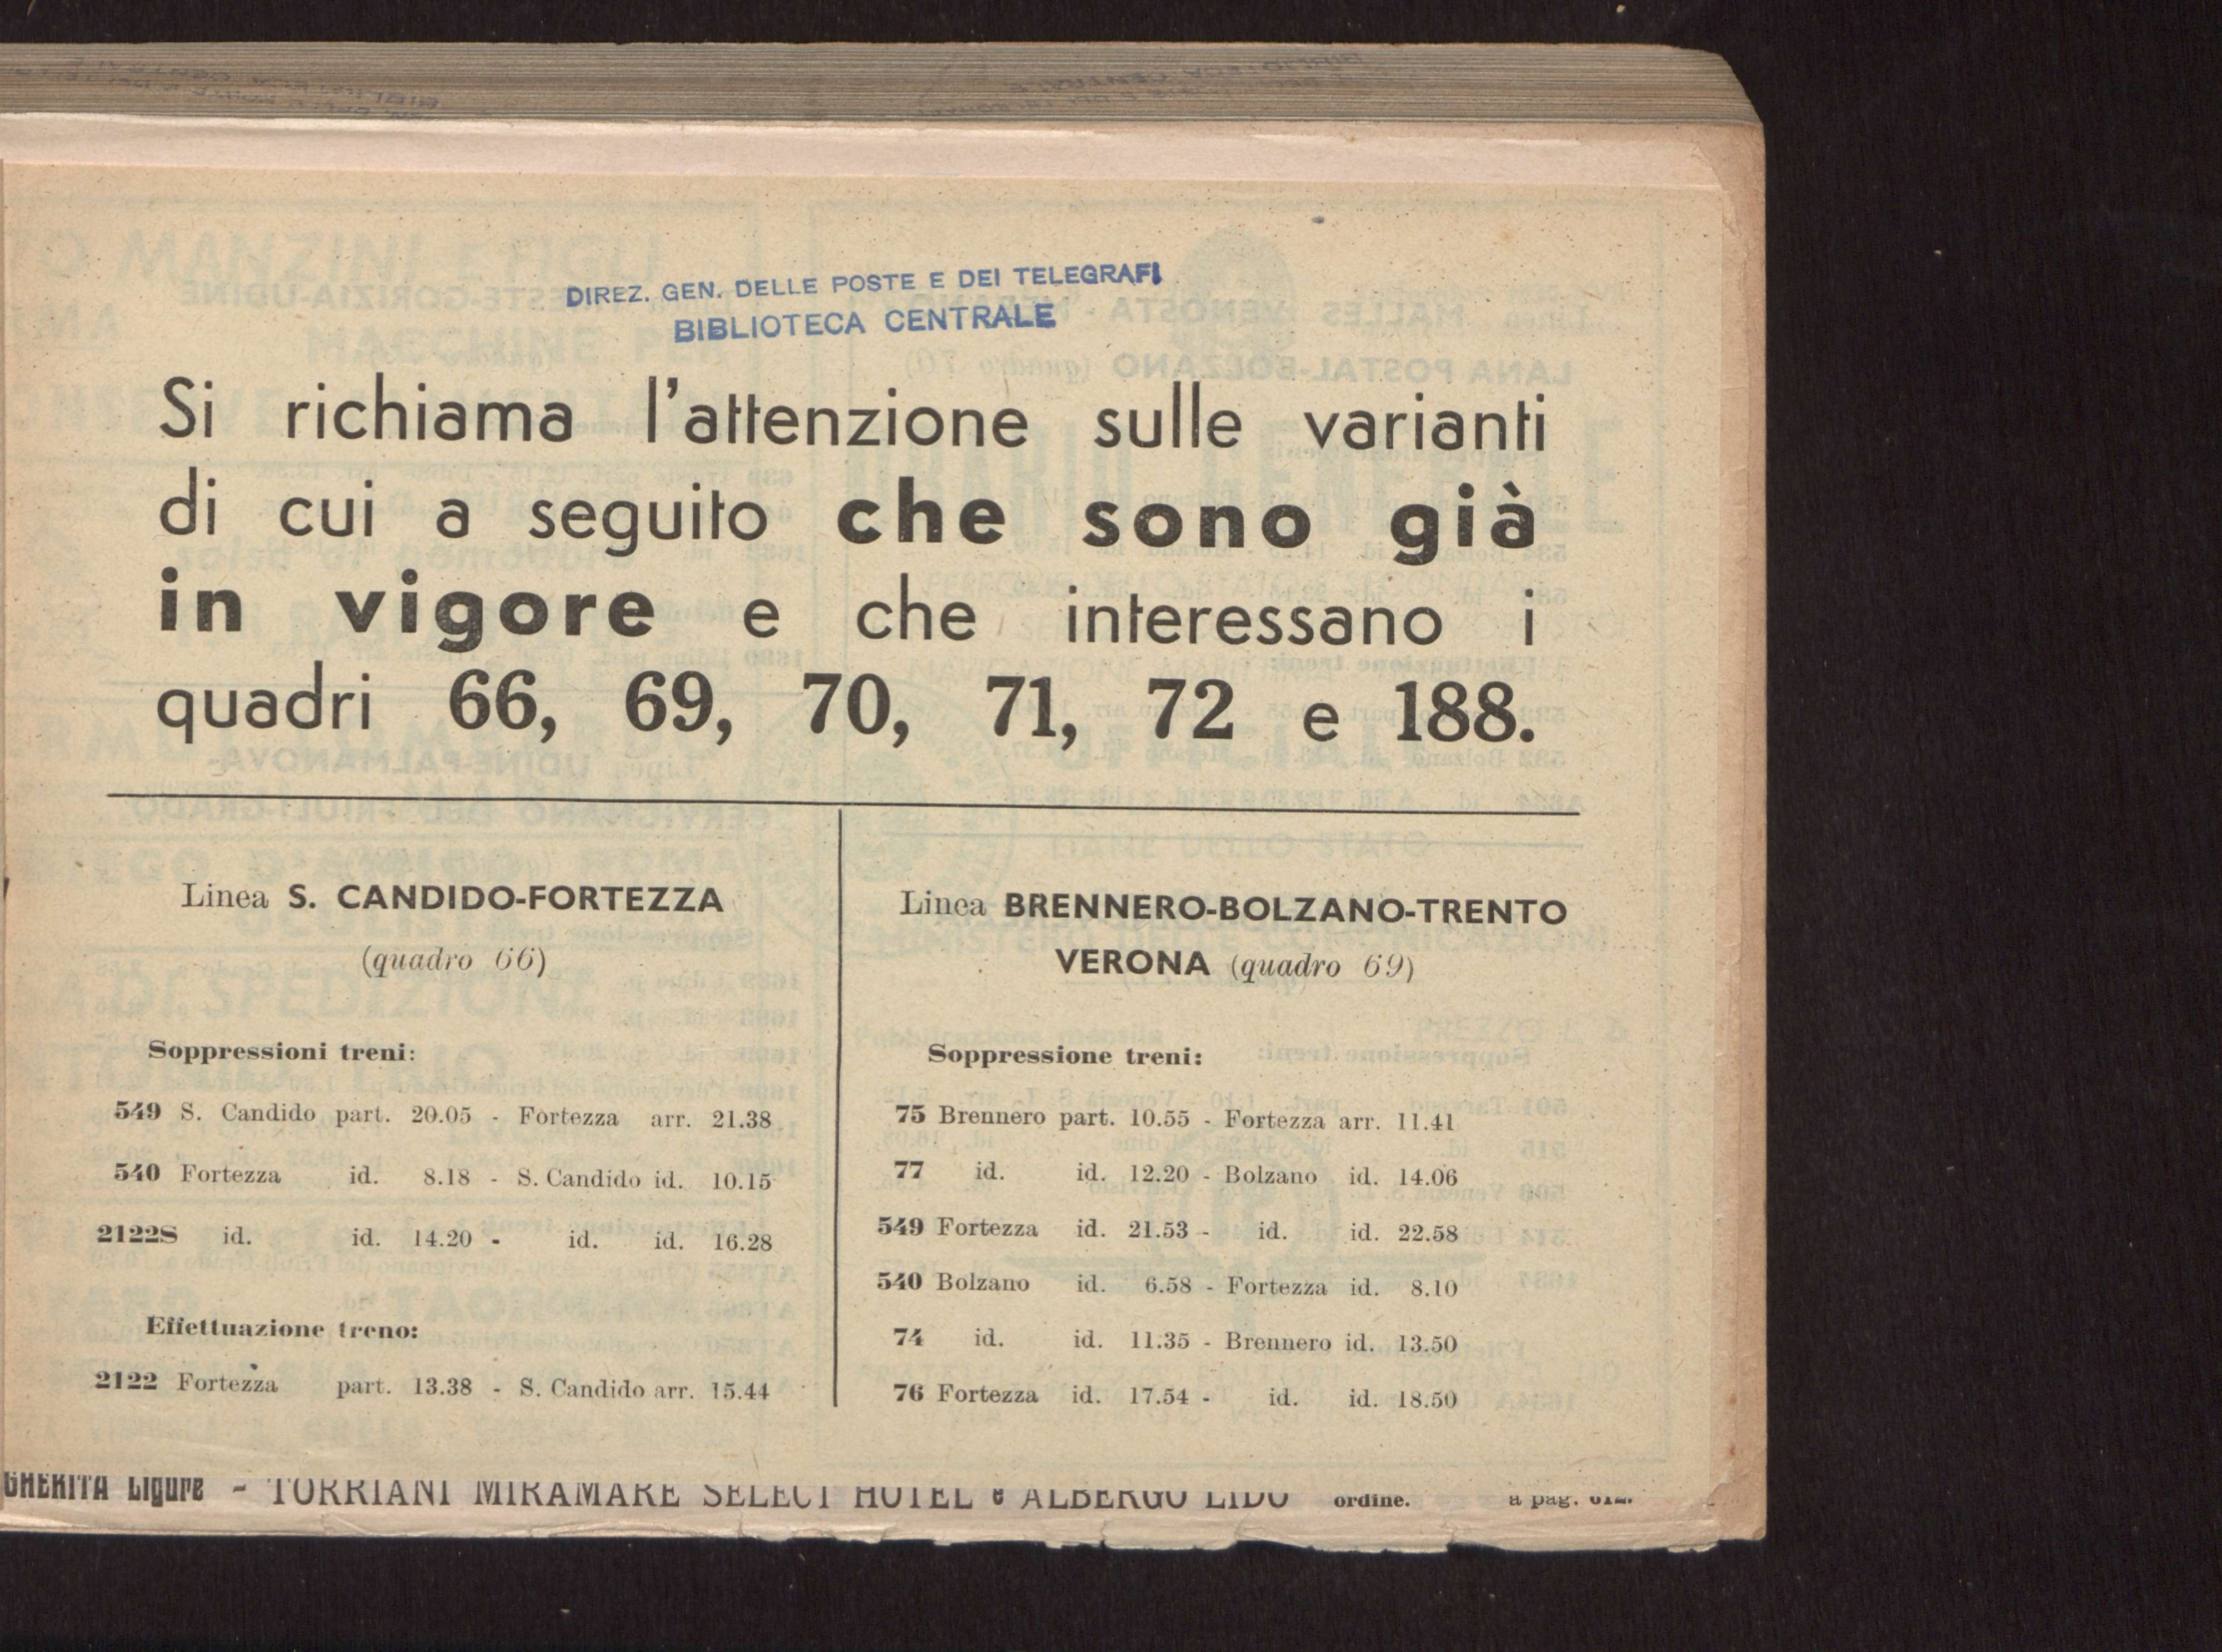 DIREZ. GEN. DELLE POSTE E DEI TELEGRAFI
BIBLIOTECA CENTRALE
Si richiama l'attenzione sulle varianti
di cui a seguito che sono già
in vigore e che interessano i
quadri 66, 69, 70, 71, 72 e 188.
Linea S. CANDIDO-FORTEZZA
(quadro 66)
Soppressioni treni:
549 S. Candido part. 20.05 - Fortezza arr. 21.38
540 Fortezza id. 8.18 - S. Candido id. 10.15
2122S id. id. 14.20 - id. id. 16.28
Effettuazione treno:
2122 Fortezza part. 13.38 - S. Candido arr. 15.44
Linea BRENNERO-BOLZANO-TRENTO
VERONA (quadro 69)
Soppressione treni:
75 Brennero part. 10.55 - Fortezza arr. 11.41
77 id. id. 12.20 - Bolzano id. 14.06
549 Fortezza id. 21.53 - id. id. 22.58
540 Bolzano id. 6.58 - Fortezza id. 8.10
74 id. id. 11.35 - Brennero id. 13.50
76 Fortezza id. 17.54 - id. id. 18.50
Ligure - TORRIANI MIRAMARE SELECT HOTEL e ALBERGO LIDO ordine. a pag.